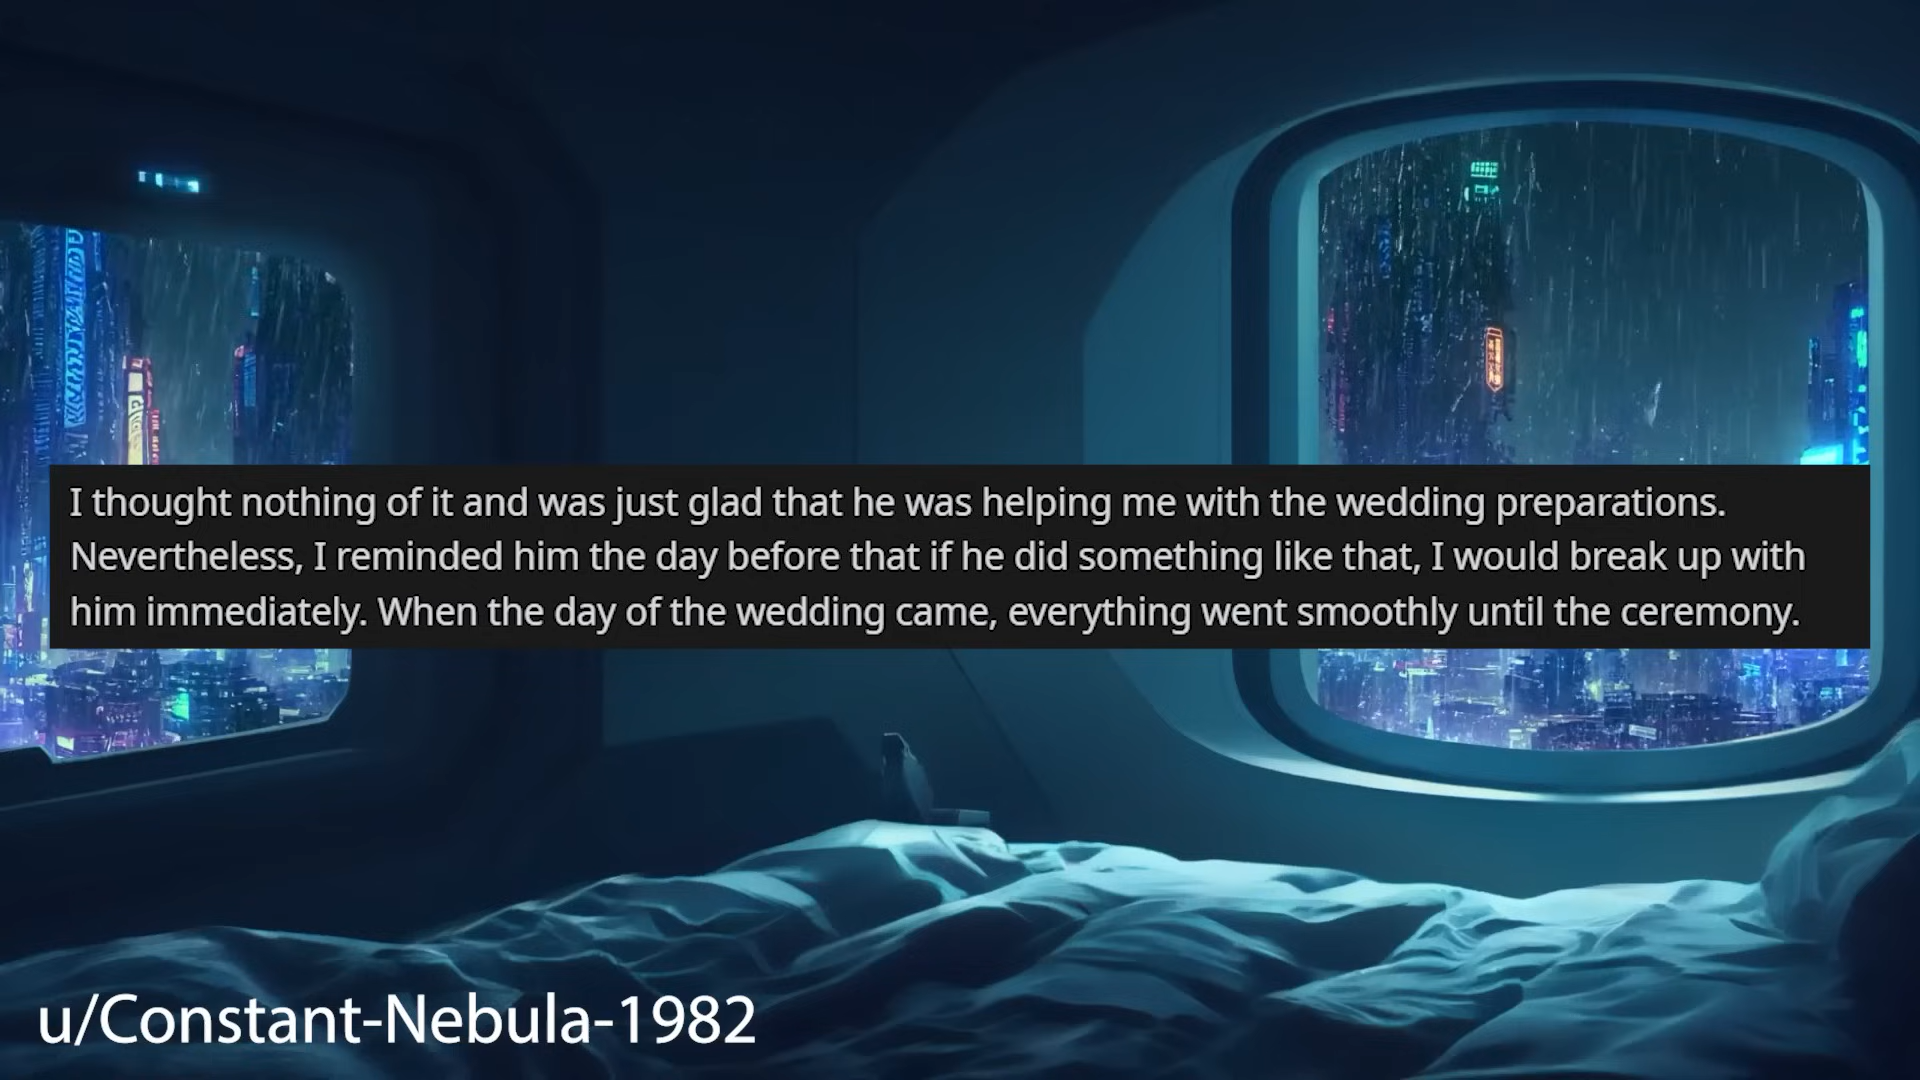 I thought nothing of it and was just glad that he was helping me with the wedding preparations.
Nevertheless, I reminded him the day before that if he did something like that, I would break up with
him immediately. When the day of the wedding came, everything went smoothly until the ceremony.
u/Constant-Nebula-1982